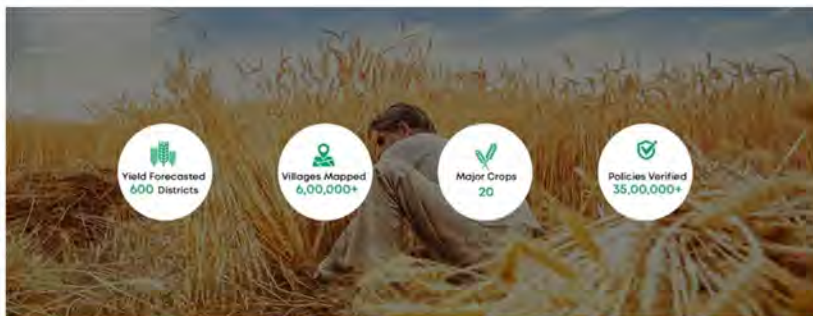 Yield Forecasted
600 Districts
Villages Mapped
6,00,000+
Major Crops
20
Policies Verified
35,00,000+